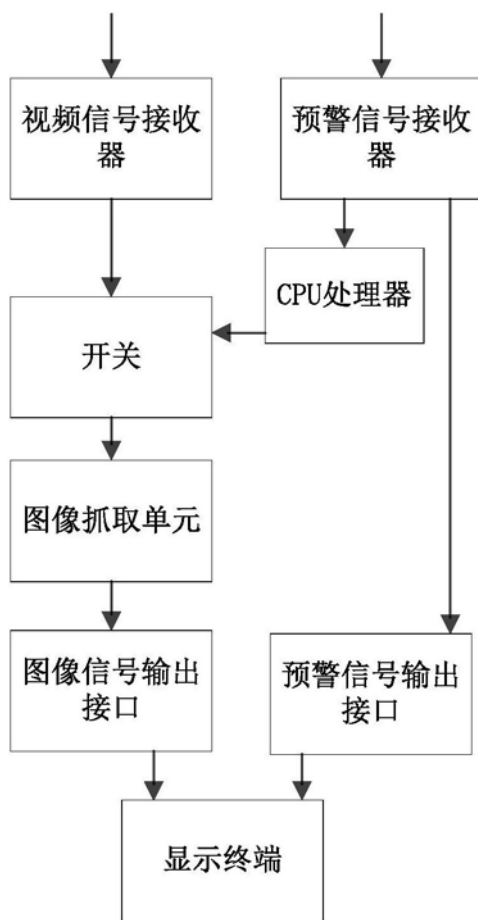 视频信号接收
器
预警信号接收
器
CPU处理器
开关
图像抓取单元
图像信号输出
接口
预警信号输出
接口
显示终端